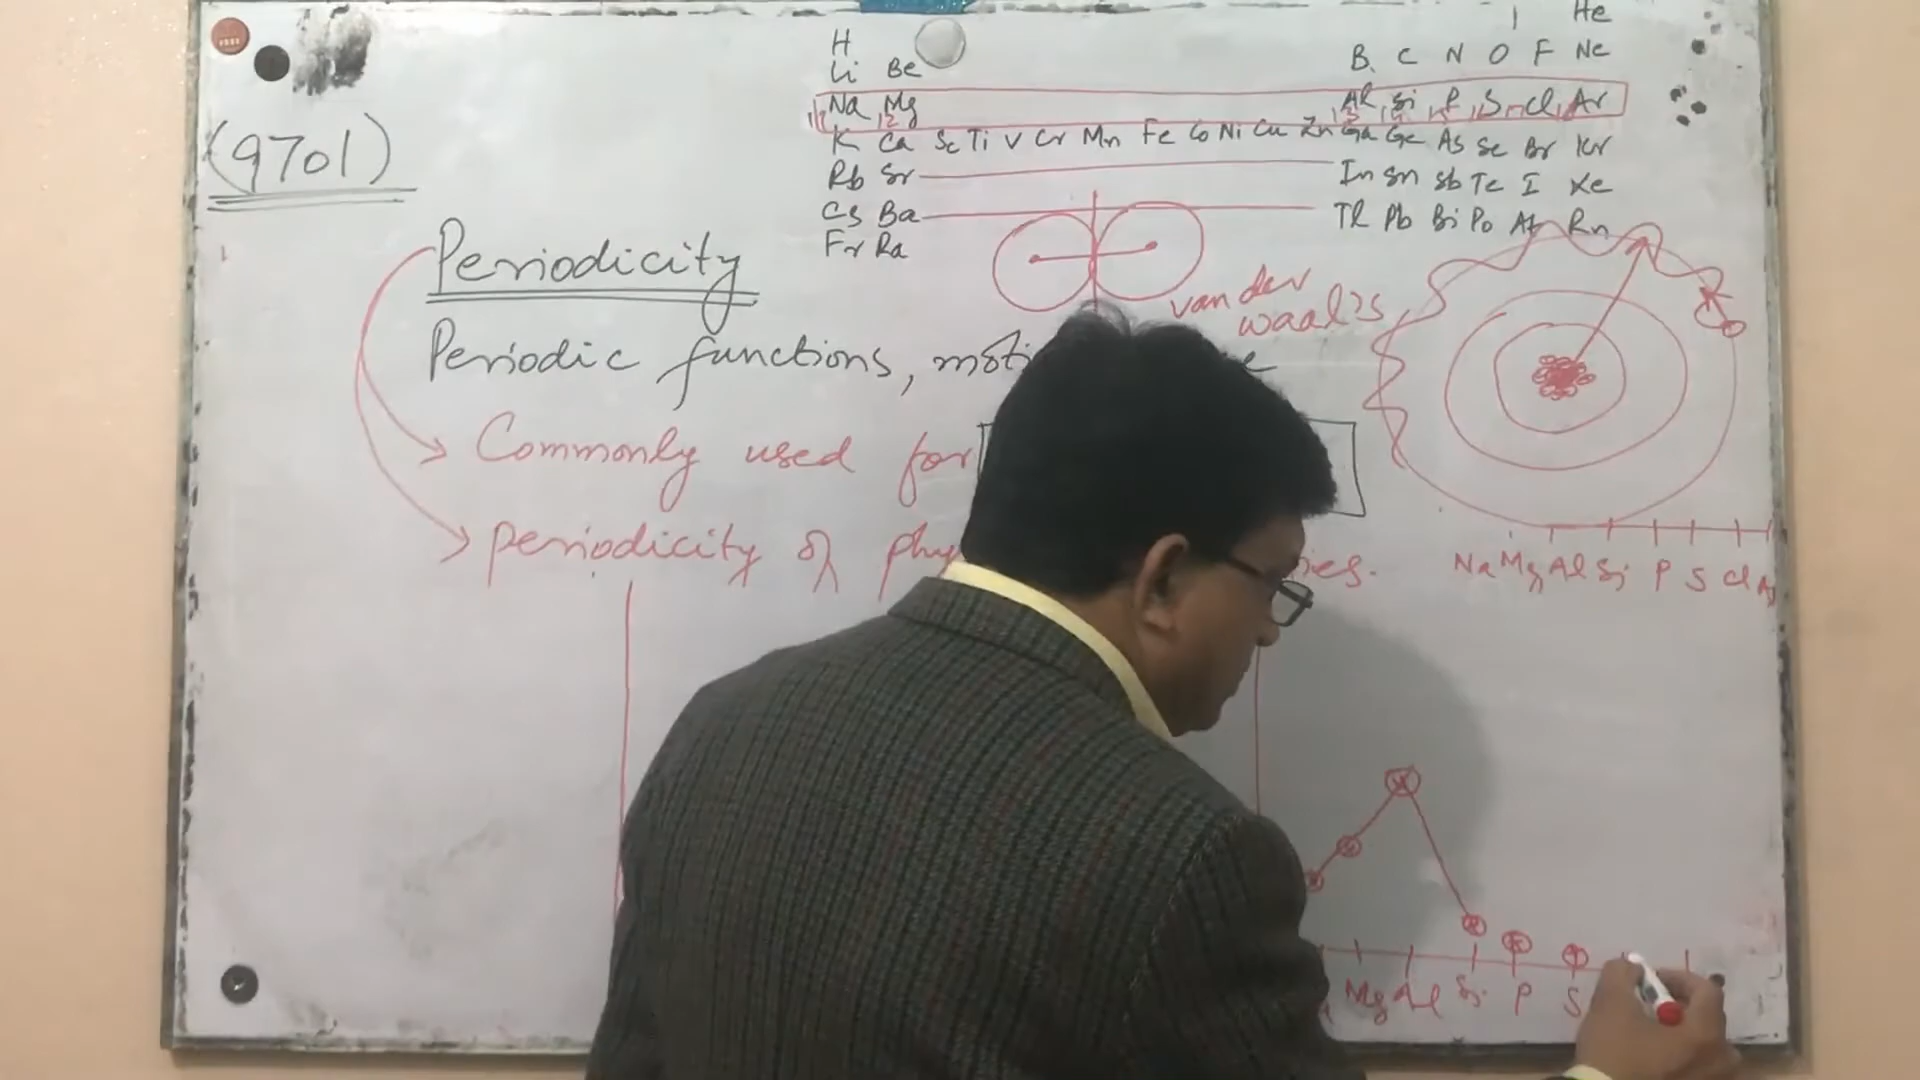 (9701)
He
H
Li Be B C N O F Ne
Na Mg Al Si P S Cl Ar
11 12 13 14
K Ca Sc Ti V Cr Mn Fe Co Ni Cu Zn Ga Ge As Se Br Kr
Rb Sr In Sn Sb Te I Xe
Cs Ba Tl Pb Bi Po At Rn
Fr Ra
Periodicity
van der
waal's
Periodic functions,
Commonly used for
periodicity of
Na Mg Al Si P S Cl Ar
Mg Al Si P S